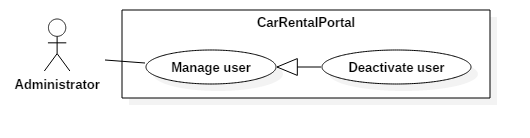 CarRentalPortal
Manage user
Deactivate user
Administrator